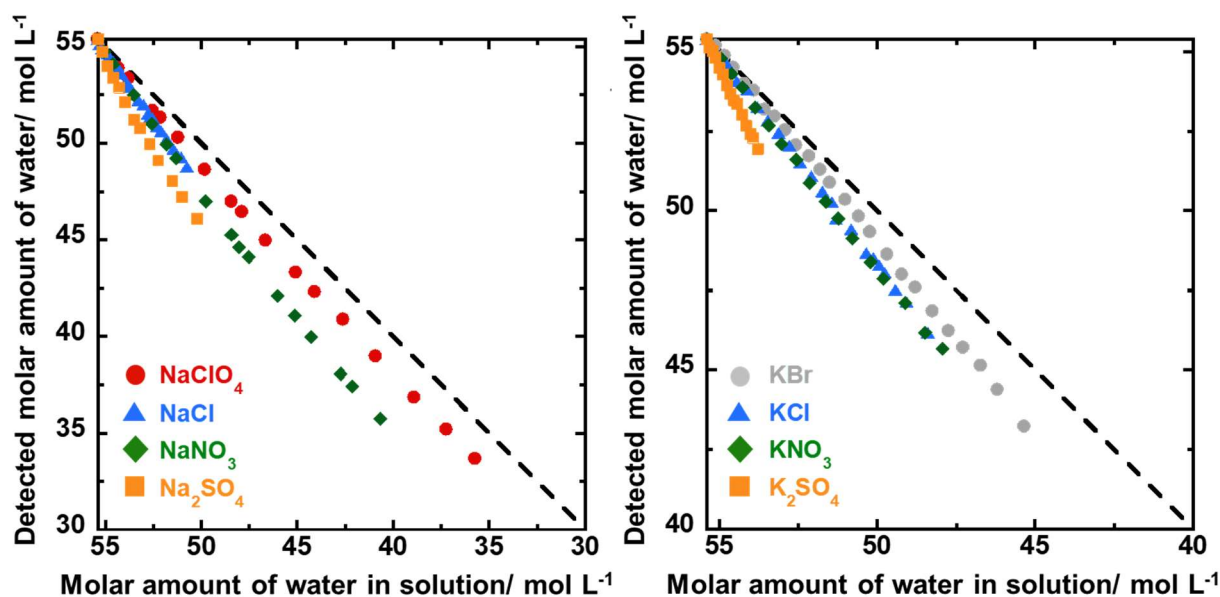 Detected molar amount of water/ mol L⁻¹
55
50
45
40
35
30
NaClO₄
NaCl
NaNO₃
Na₂SO₄
55 50 45 40 35 30
Molar amount of water in solution/ mol L⁻¹
Detected molar amount of water/ mol L⁻¹
55
50
45
40
KBr
KCl
KNO₃
K₂SO₄
55 50 45 40
Molar amount of water in solution/ mol L⁻¹